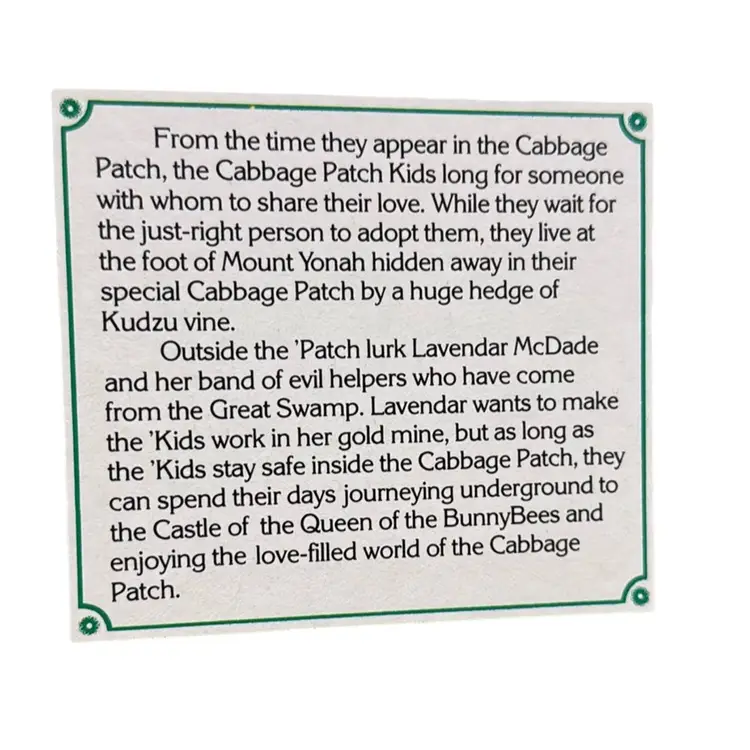 From the time they appear in the Cabbage
Patch, the Cabbage Patch Kids long for someone
with whom to share their love. While they wait for
the just-right person to adopt them, they live at
the foot of Mount Yonah hidden away in their
special Cabbage Patch by a huge hedge of
Kudzu vine.
Outside the 'Patch lurk Lavendar McDade
and her band of evil helpers who have come
from the Great Swamp. Lavendar wants to make
the 'Kids work in her gold mine, but as long as
the 'Kids stay safe inside the Cabbage Patch, they
can spend their days journeying underground to
the Castle of the Queen of the BunnyBees and
enjoying the love-filled world of the Cabbage
Patch.